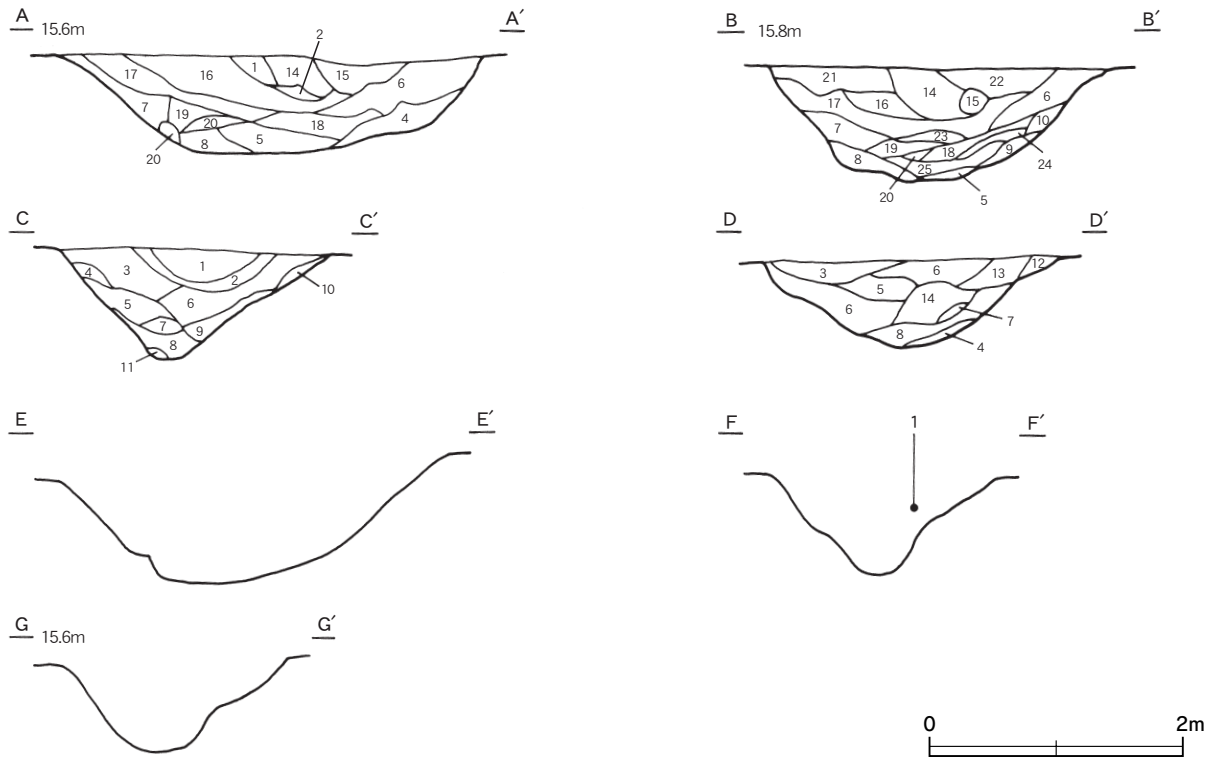 A 15.6m A′
2
17 16 1 14 15 6
7 19 20 18 4
8 5
20
B 15.8m B′
21 14 22
17 16 15 6
7 23 10
19 18 9
8 25 24
20 5
C C′
4 3 1 2 10
5 6
7 9
8
11
D D′
3 6 13 12
5 14
6 7
8 4
E E′
F 1 F′
G 15.6m G′
0 2m